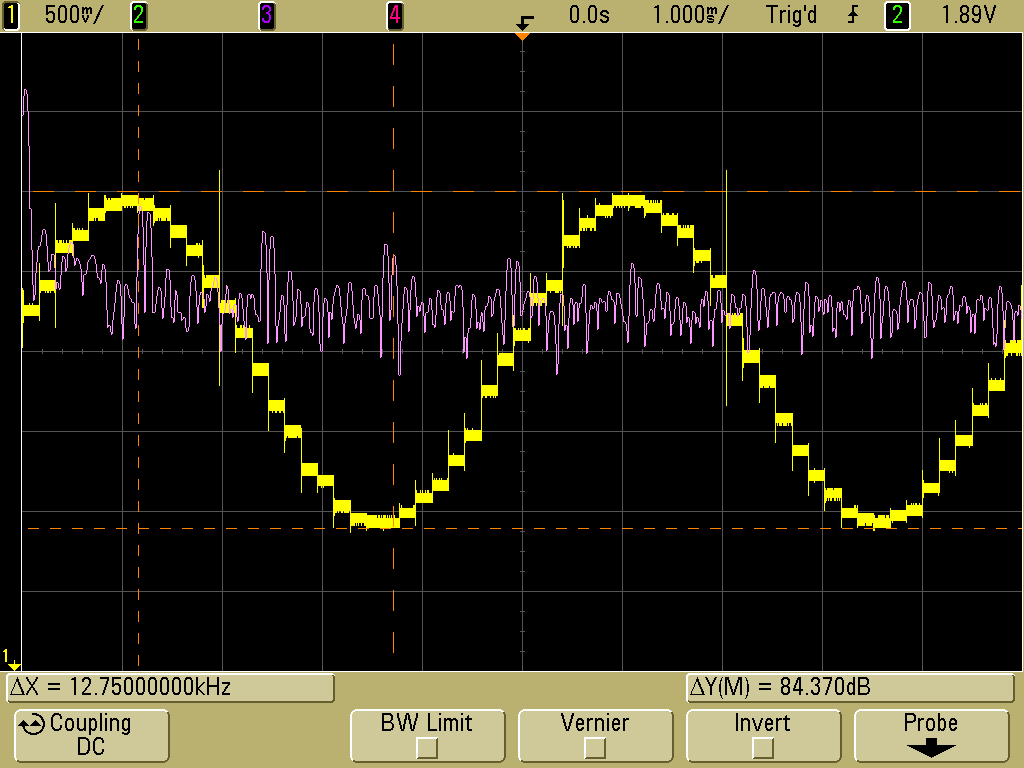 1 500mV/ 2 3 4 0.0s 1.000ms/ Trig'd 2 1.89V
1
ΔX = 12.75000000kHz ΔY(M) = 84.370dB
Coupling BW Limit Vernier Invert Probe
DC